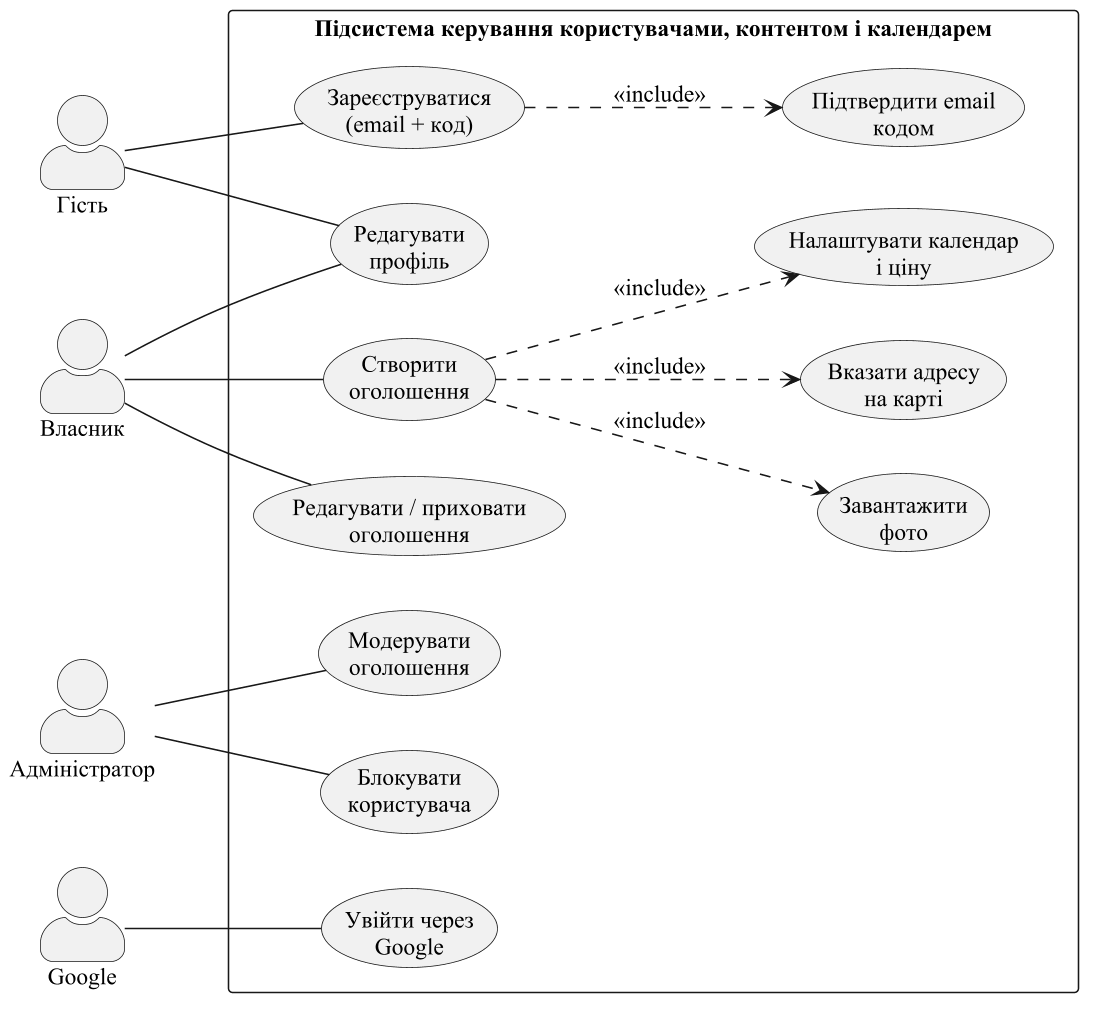 Підсистема керування користувачами, контентом і календарем
Зареєструватися
(email + код)
«include»
Підтвердити email
кодом
Гість
Редагувати
профіль
Налаштувати календар
і ціну
«include»
Створити
оголошення
«include»
Вказати адресу
на карті
Власник
«include»
Редагувати / приховати
оголошення
Завантажити
фото
Модерувати
оголошення
Адміністратор
Блокувати
користувача
Увійти через
Google
Google